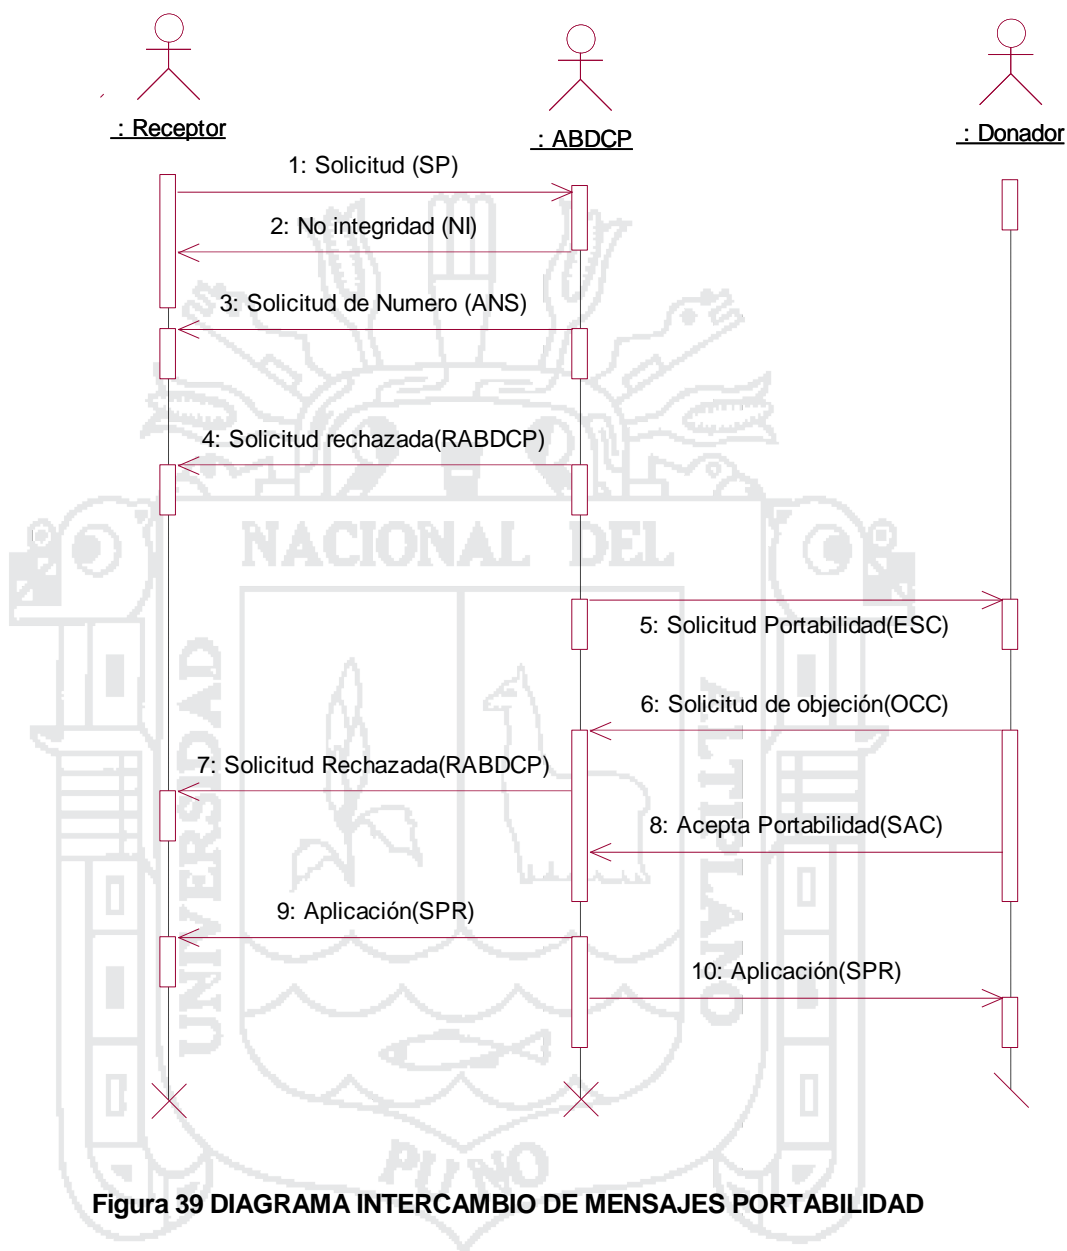 : Receptor
: ABDCP
: Donador
1: Solicitud (SP)
2: No integridad (NI)
3: Solicitud de Numero (ANS)
4: Solicitud rechazada(RABDCP)
NACIONAL DEL
5: Solicitud Portabilidad(ESC)
6: Solicitud de objeción(OCC)
7: Solicitud Rechazada(RABDCP)
8: Acepta Portabilidad(SAC)
UNIVERSIDAD
ALTIPLANO
9: Aplicación(SPR)
10: Aplicación(SPR)
PUNO
Figura 39 DIAGRAMA INTERCAMBIO DE MENSAJES PORTABILIDAD